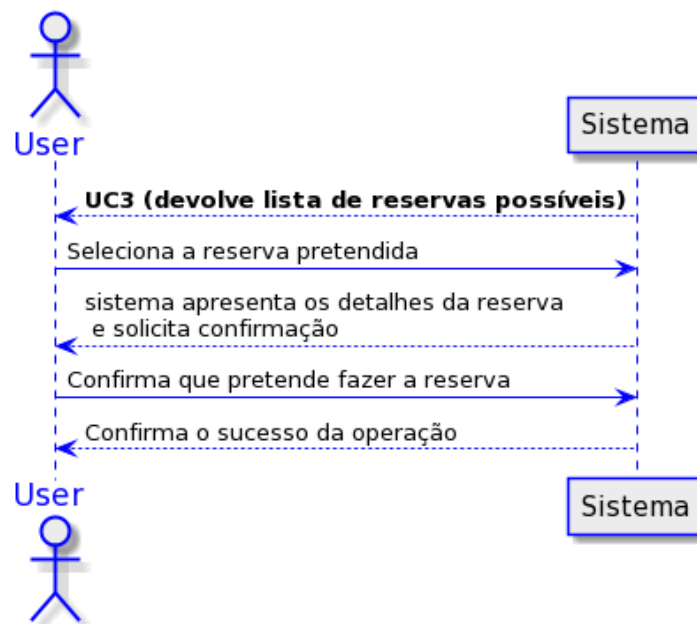 User
Sistema
UC3 (devolve lista de reservas possíveis)
Seleciona a reserva pretendida
sistema apresenta os detalhes da reserva
e solicita confirmação
Confirma que pretende fazer a reserva
Confirma o sucesso da operação
User
Sistema